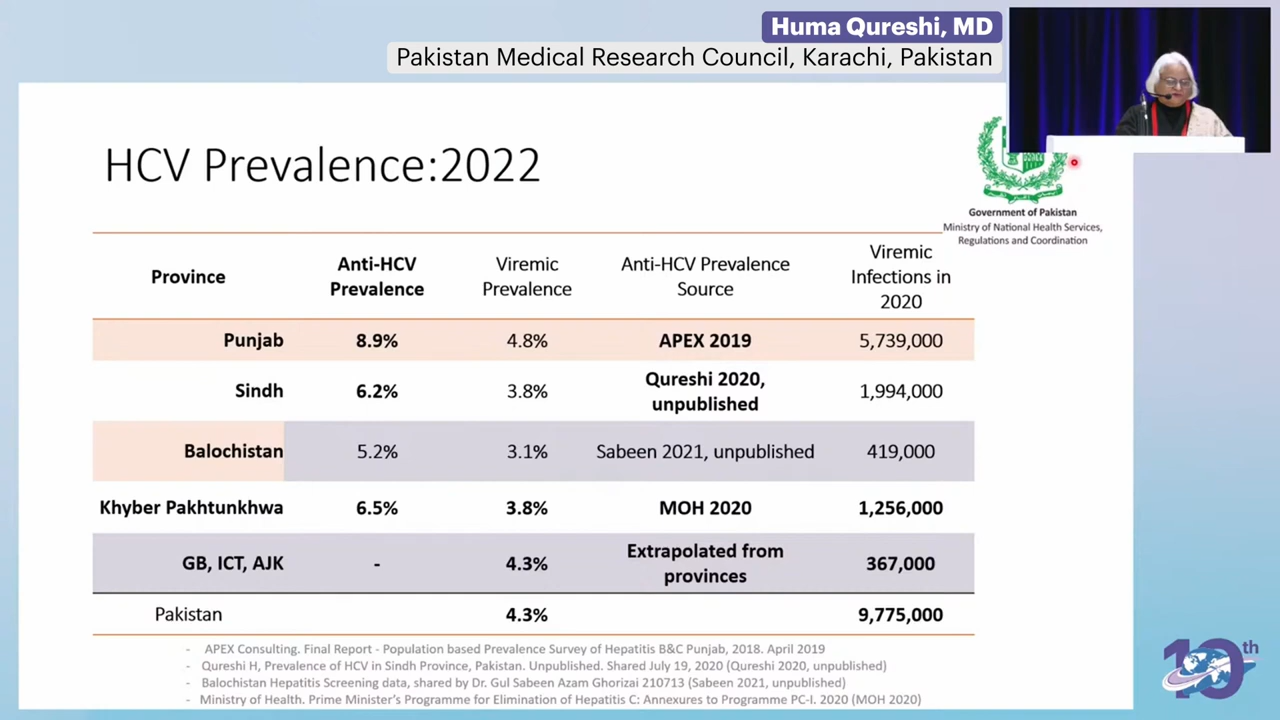 Huma Qureshi, MD
Pakistan Medical Research Council, Karachi, Pakistan
HCV Prevalence:2022
Government of Pakistan
Ministry of National Health Services,
Regulations and Coordination
Province
Anti-HCV
Prevalence
Viremic
Prevalence
Anti-HCV Prevalence
Source
Viremic
Infections in
2020
Punjab 8.9% 4.8% APEX 2019 5,739,000
Sindh 6.2% 3.8% Qureshi 2020,
unpublished 1,994,000
Balochistan 5.2% 3.1% Sabeen 2021, unpublished 419,000
Khyber Pakhtunkhwa 6.5% 3.8% MOH 2020 1,256,000
GB, ICT, AJK - 4.3% Extrapolated from
provinces 367,000
Pakistan 4.3% 9,775,000
- APEX Consulting. Final Report - Population based Prevalence Survey of Hepatitis B&C Punjab, 2018. April 2019
- Qureshi H, Prevalence of HCV in Sindh Province, Pakistan. Unpublished. Shared July 19, 2020 (Qureshi 2020, unpublished)
- Balochistan Hepatitis Screening data, shared by Dr. Gul Sabeen Azam Ghorizai 210713 (Sabeen 2021, unpublished)
- Ministry of Health. Prime Minister's Programme for Elimination of Hepatitis C: Annexures to Programme PC-I. 2020 (MOH 2020)
10th